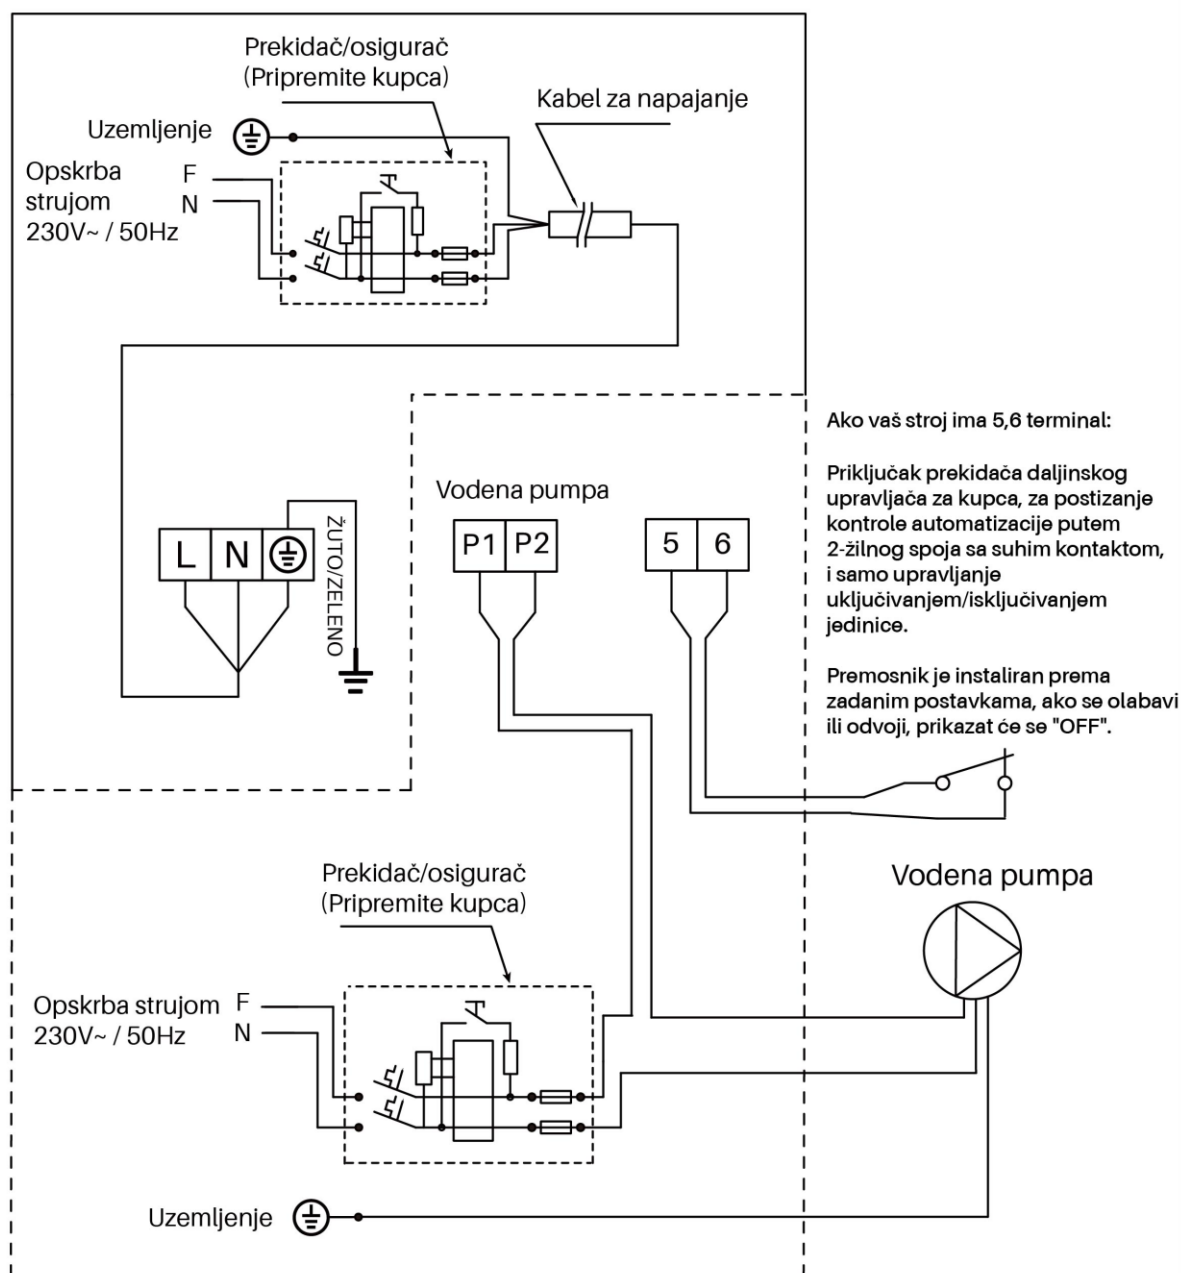 Prekidač/osigurač
(Pripremite kupca)
Kabel za napajanje
Uzemljenje
Opskrba
strujom
230V~ / 50Hz
F
N
Ako vaš stroj ima 5,6 terminal:
Priključak prekidača daljinskog
upravljača za kupca, za postizanje
kontrole automatizacije putem
2-žilnog spoja sa suhim kontaktom,
i samo upravljanje
uključivanjem/isključivanjem
jedinice.
Premosnik je instaliran prema
zadanim postavkama, ako se olabavi
ili odvoji, prikazat će se "OFF".
Vodena pumpa
L N
ŽUTO/ZELENO
P1 P2
5 6
Prekidač/osigurač
(Pripremite kupca)
Vodena pumpa
Opskrba strujom F
230V~ / 50Hz N
Uzemljenje